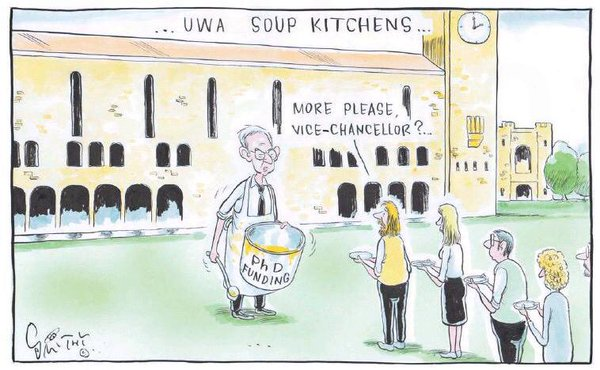 ... UWA SOUP KITCHENS ...
MORE PLEASE,
VICE-CHANCELLOR?...
PhD
FUNDING
...